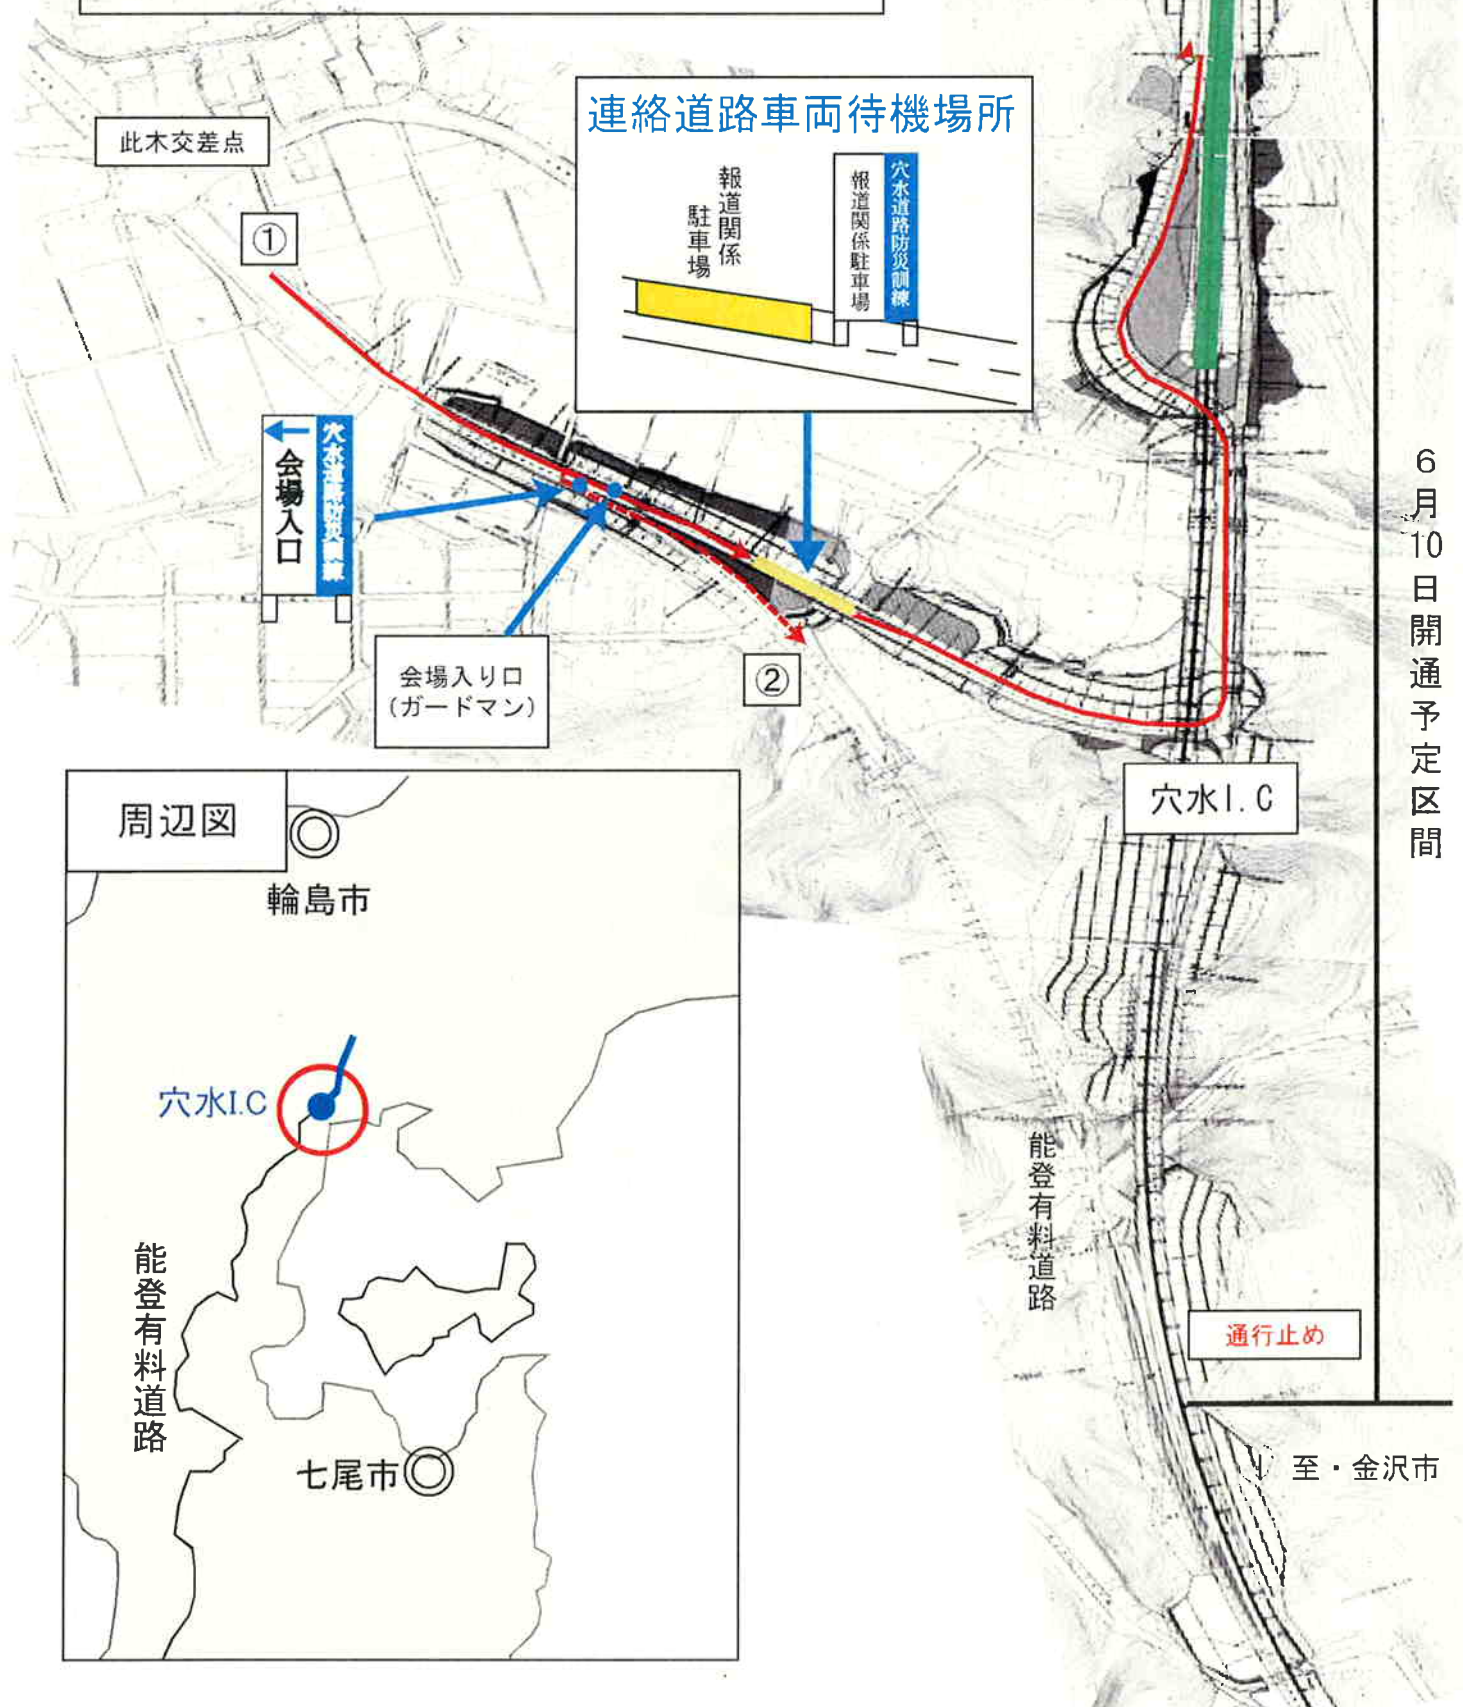 連絡道路車両待機場所
此木交差点
報道関係
駐車場
報道関係駐車場
穴水道路防災訓練
①
会場入口
穴水道路防災訓練
会場入り口
(ガードマン)
②
6月10日開通予定区間
穴水I.C
周辺図
輪島市
穴水I.C
能登有料道路
七尾市
能登有料道路
通行止め
至・金沢市